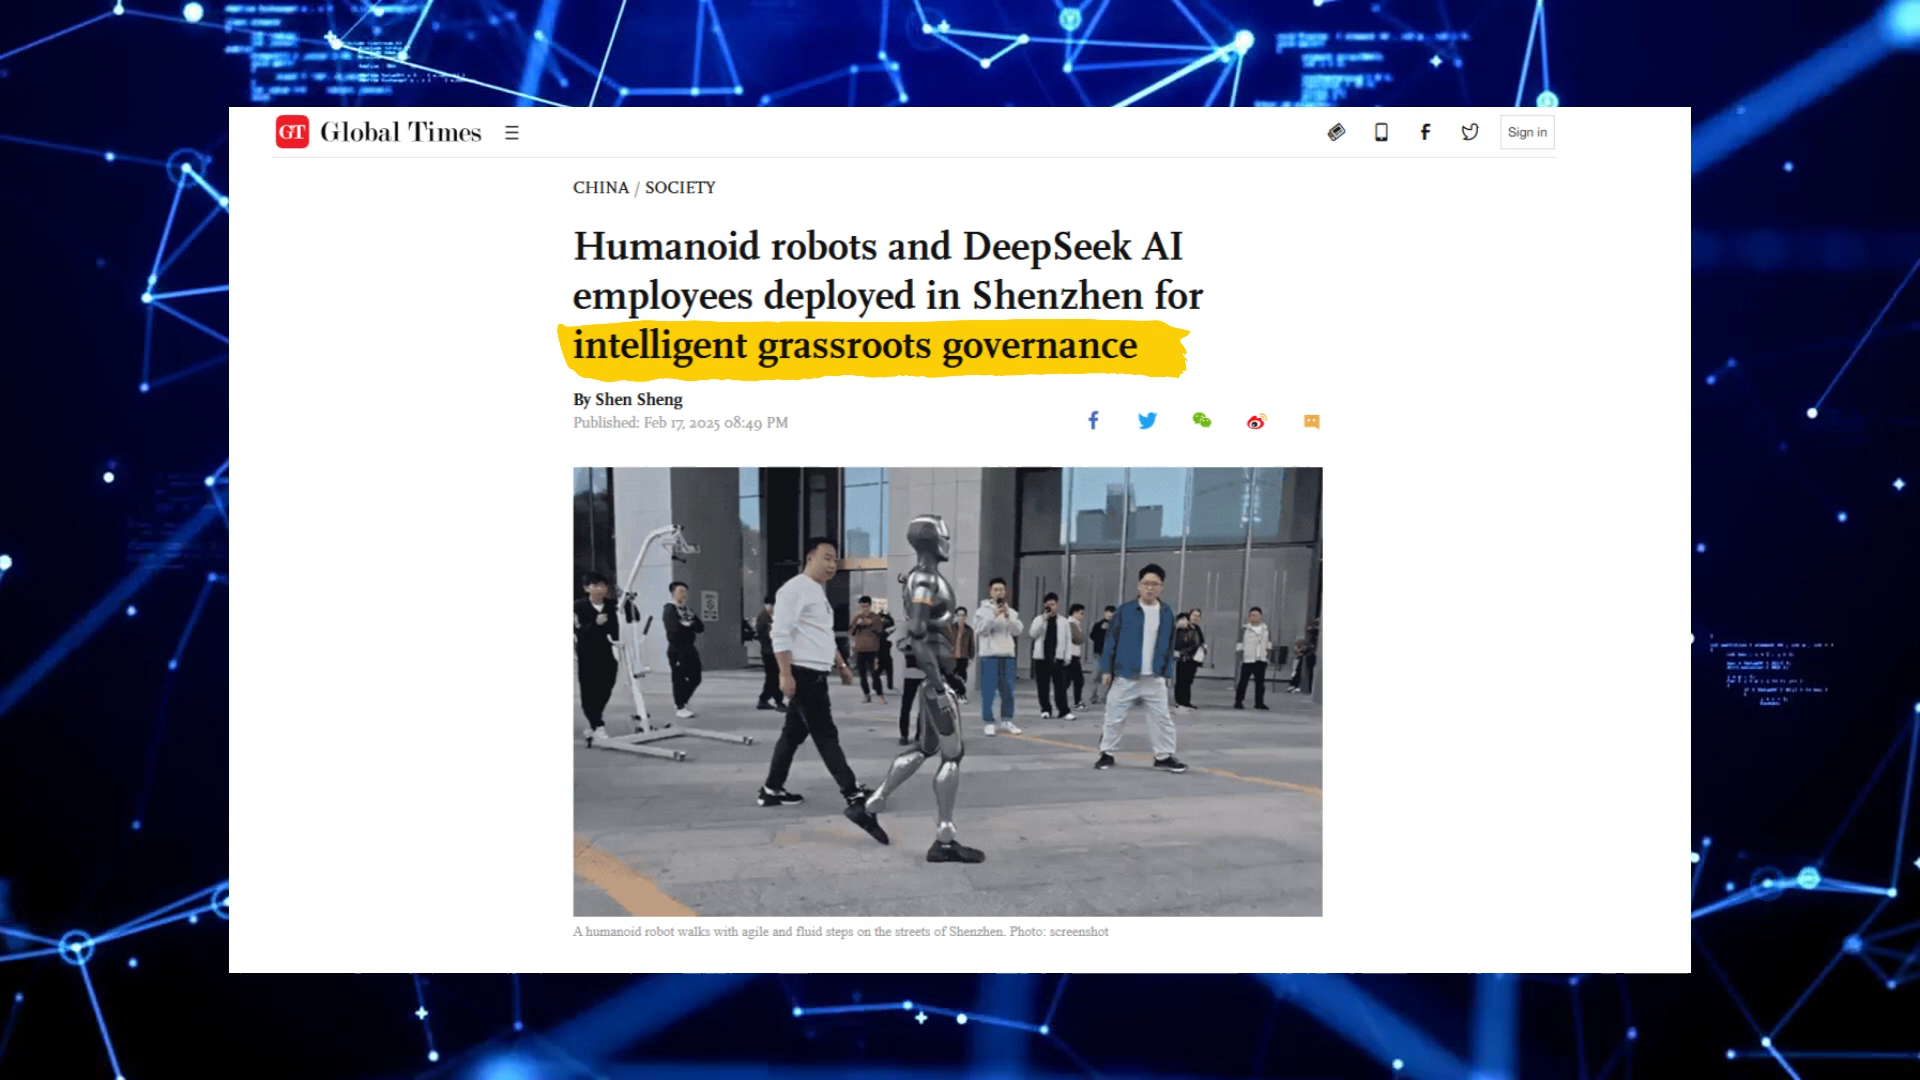 GT Global Times
Sign in
CHINA / SOCIETY
Humanoid robots and DeepSeek AI
employees deployed in Shenzhen for
intelligent grassroots governance
By Shen Sheng
Published: Feb 17, 2025 08:49 PM
A humanoid robot walks with agile and fluid steps on the streets of Shenzhen. Photo: screenshot